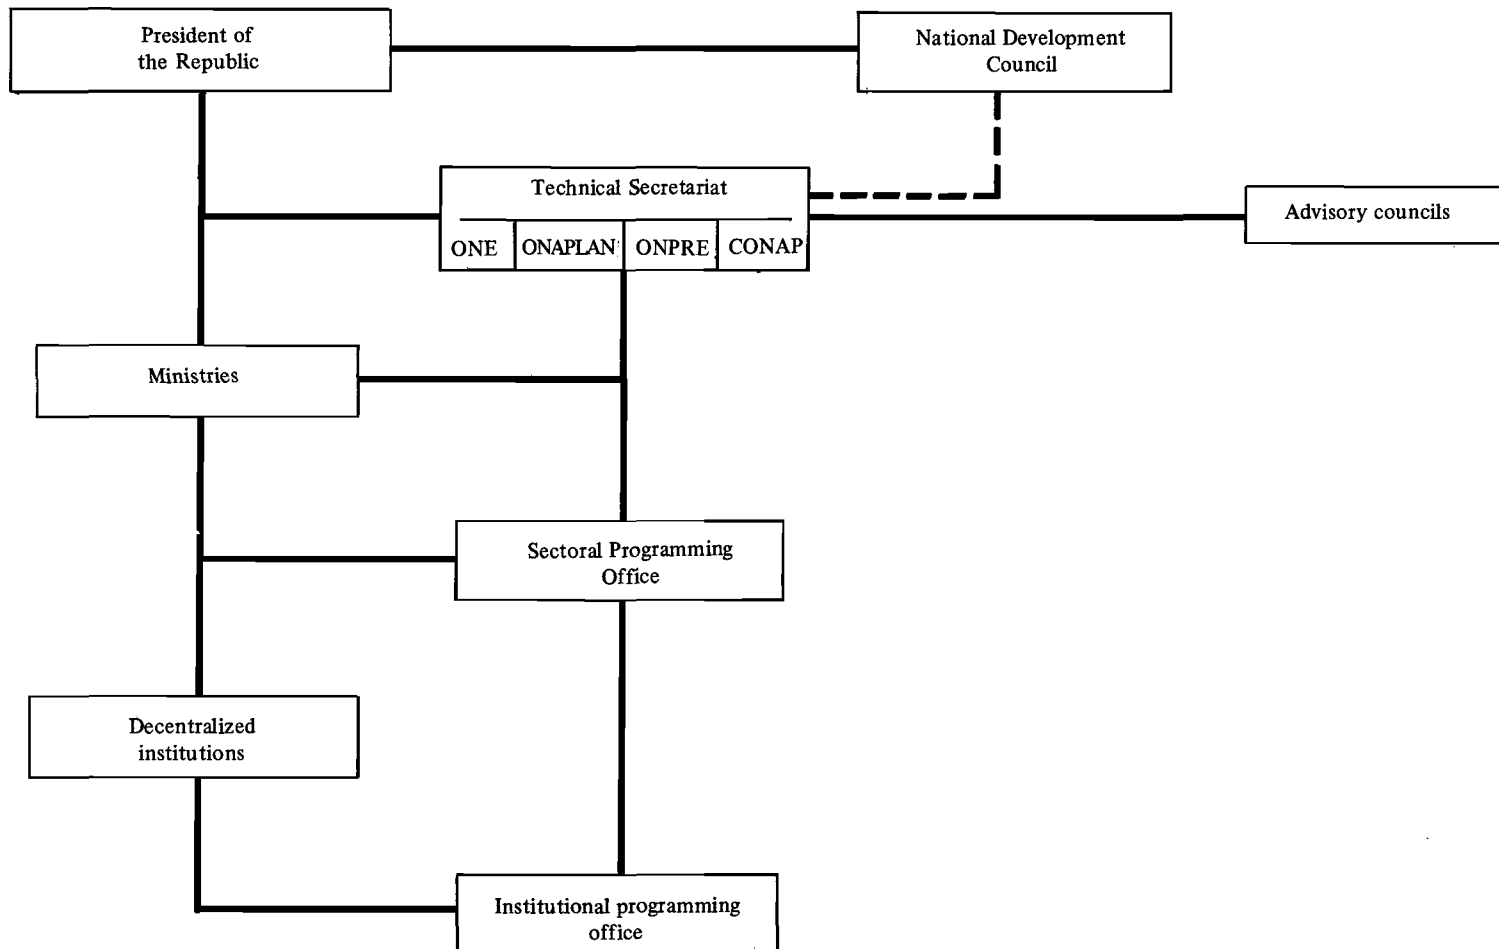 President of
the Republic
National Development
Council
Technical Secretariat
ONE ONAPLAN ONPRE CONAP
Advisory councils
Ministries
Sectoral Programming
Office
Decentralized
institutions
Institutional programming
office